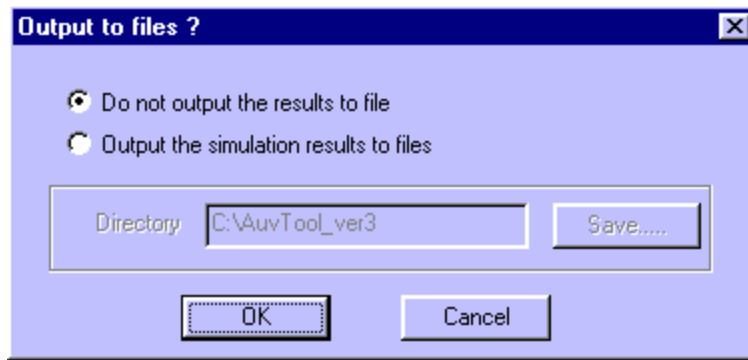 Output to files ?
Do not output the results to file
Output the simulation results to files
Directory C:\AuvTool_ver3 Save.....
OK Cancel